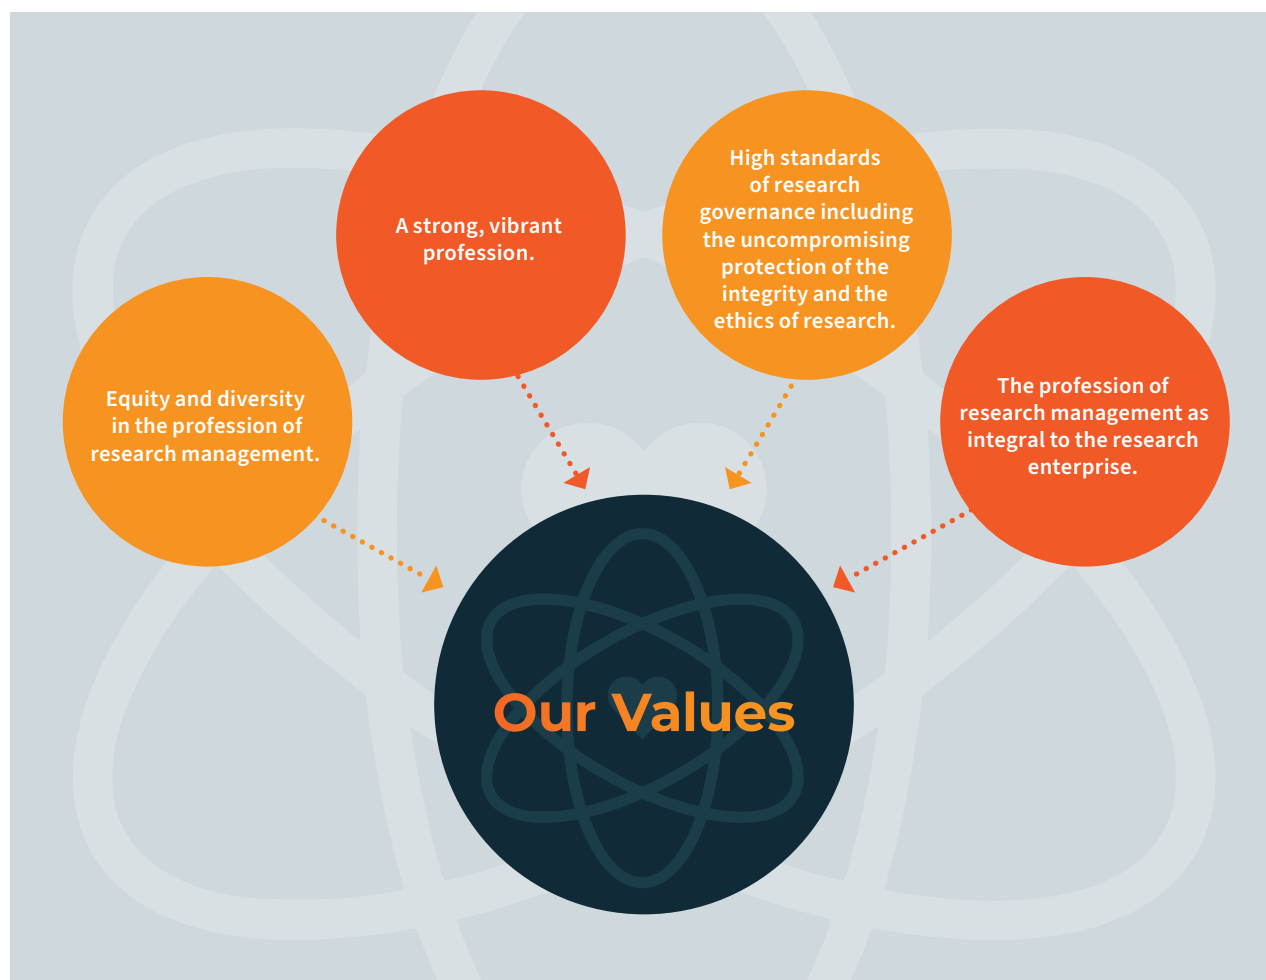 Equity and diversity
in the profession of
research management.
A strong, vibrant
profession.
High standards
of research
governance including
the uncompromising
protection of the
integrity and the
ethics of research.
The profession of
research management as
integral to the research
enterprise.
Our Values